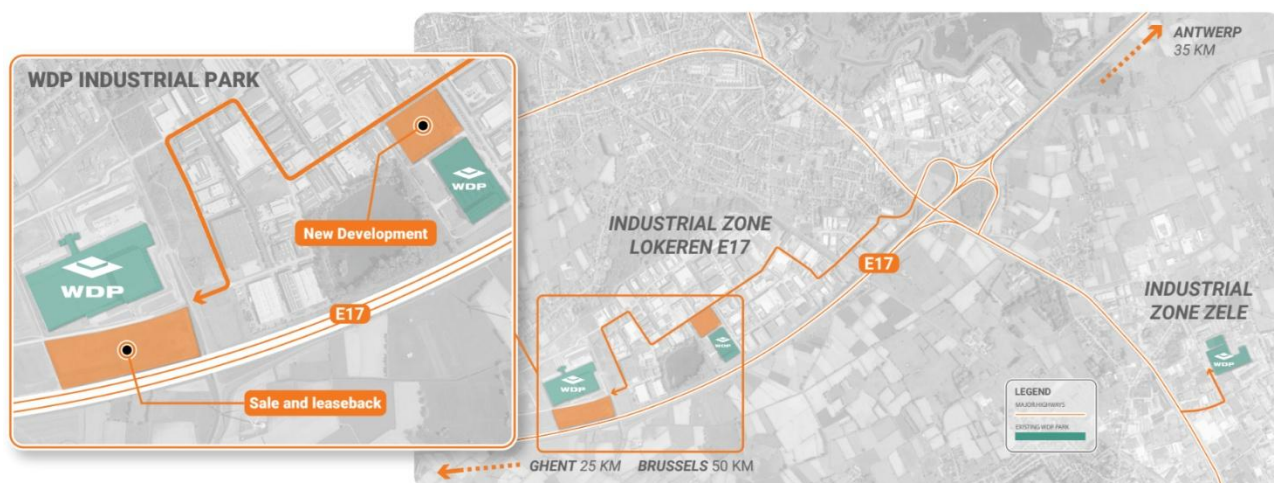 WDP INDUSTRIAL PARK
New Development
WDP
WDP
E17
Sale and leaseback
ANTWERP
35 KM
INDUSTRIAL ZONE
LOKEREN E17
E17
INDUSTRIAL
ZONE ZELE
WDP
WDP
WDP
LEGEND
MAJOR HIGHWAYS
EXISTING WDP PARK
GHENT 25 KM BRUSSELS 50 KM